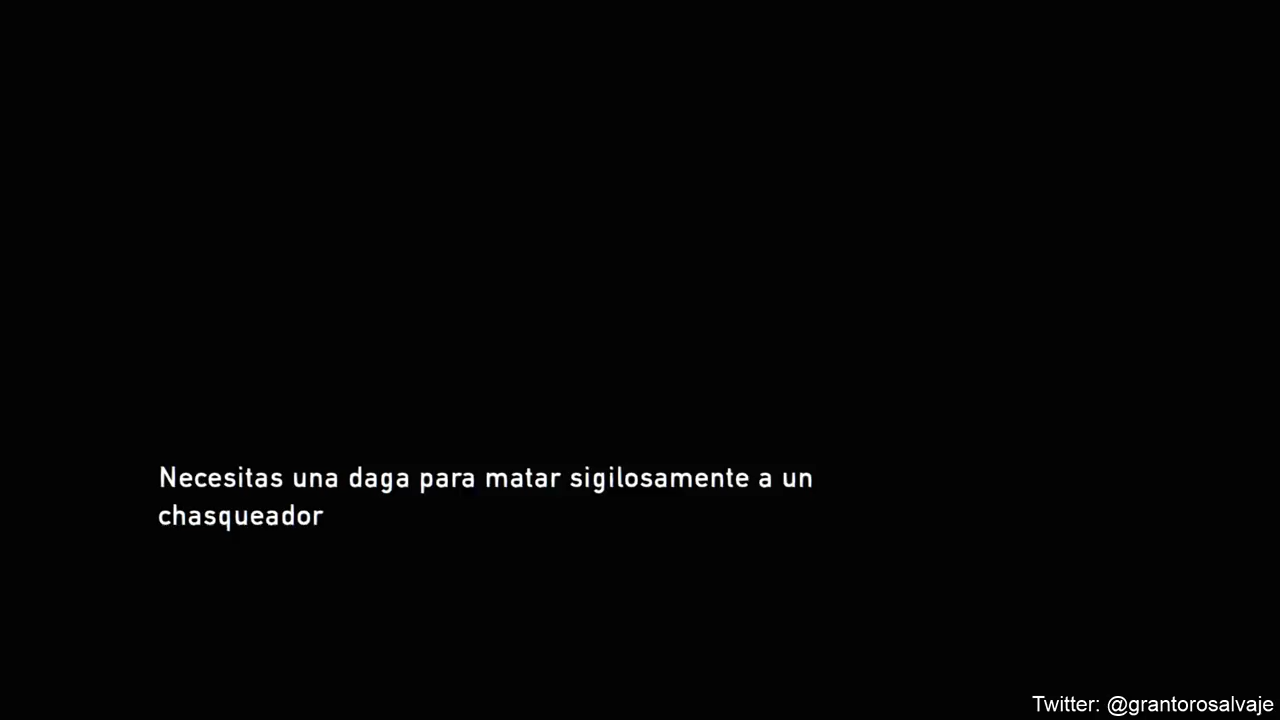 Necesitas una daga para matar sigilosamente a un
chasqueador
Twitter: @grantorosalvaje